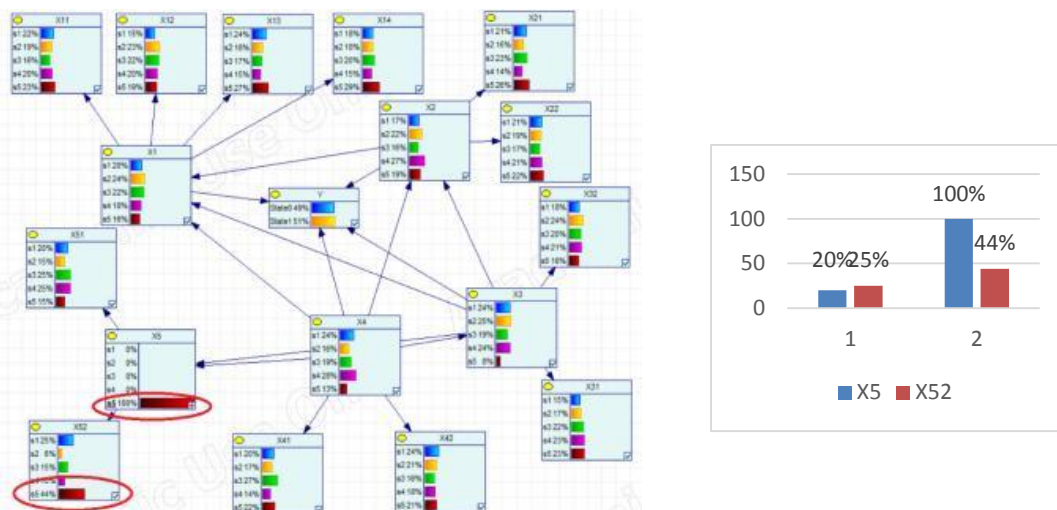 X11
s1 22%
s2 19%
s3 16%
s4 20%
s5 23%
X12
s1 15%
s2 23%
s3 22%
s4 20%
s5 19%
X13
s1 24%
s2 18%
s3 17%
s4 15%
s5 27%
X14
s1 18%
s2 18%
s3 20%
s4 15%
s5 29%
X21
s1 21%
s2 16%
s3 23%
s4 14%
s5 26%
X2
s1 17%
s2 22%
s3 16%
s4 27%
s5 19%
X22
s1 21%
s2 19%
s3 17%
s4 21%
s5 22%
X1
s1 20%
s2 24%
s3 22%
s4 18%
s5 16%
Y
State0 49%
State1 51%
X32
s1 18%
s2 24%
s3 20%
s4 21%
s5 16%
X51
s1 20%
s2 15%
s3 25%
s4 25%
s5 15%
X3
s1 24%
s2 25%
s3 19%
s4 24%
s5 8%
X4
s1 24%
s2 16%
s3 19%
s4 28%
s5 13%
X5
s1 0%
s2 0%
s3 0%
s4 0%
s5 100%
X31
s1 15%
s2 17%
s3 22%
s4 23%
s5 23%
X52
s1 25%
s2 6%
s3 15%
s5 44%
X41
s1 20%
s2 17%
s3 27%
s4 14%
s5 22%
X42
s1 24%
s2 21%
s3 16%
s4 18%
s5 21%
150
100
50
0
20% 25%
100%
44%
1 2
X5 X52